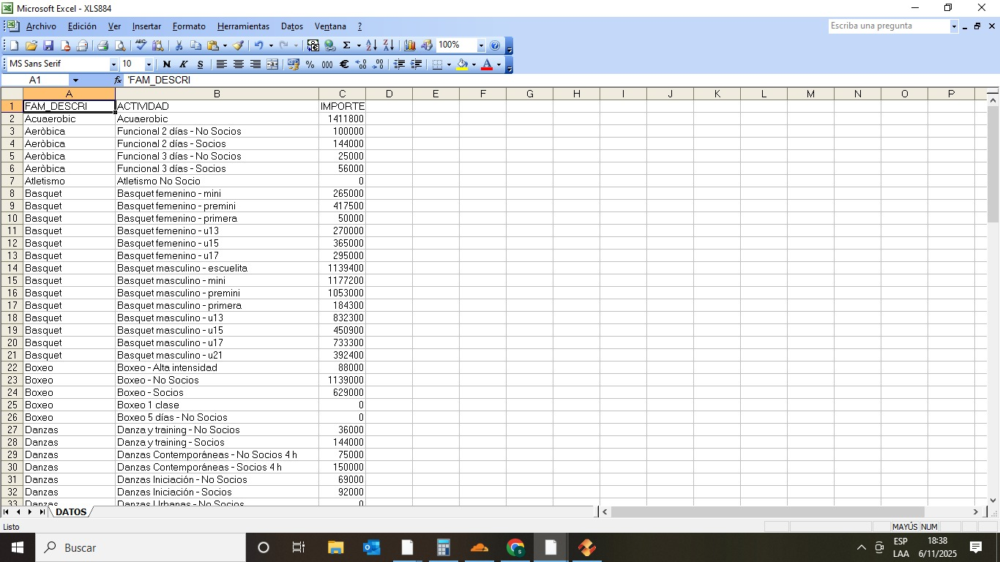 Microsoft Excel - XLS884
Archivo Edición Ver Insertar Formato Herramientas Datos Ventana ? Escriba una pregunta
100%
MS Sans Serif 10 N K S % 000 €
A1 fx 'FAM_DESCRI
A B C D E F G H I J K L M N O P
1 FAM_DESCRI ACTIVIDAD IMPORTE
2 Acuaerobic Acuaerobic 1411800
3 Aeròbica Funcional 2 días - No Socios 100000
4 Aeròbica Funcional 2 días - Socios 144000
5 Aeròbica Funcional 3 días - No Socios 25000
6 Aeròbica Funcional 3 días - Socios 56000
7 Atletismo Atletismo No Socio 0
8 Basquet Basquet femenino - mini 265000
9 Basquet Basquet femenino - premini 417500
10 Basquet Basquet femenino - primera 50000
11 Basquet Basquet femenino - u13 270000
12 Basquet Basquet femenino - u15 365000
13 Basquet Basquet femenino - u17 295000
14 Basquet Basquet masculino - escuelita 1139400
15 Basquet Basquet masculino - mini 1177200
16 Basquet Basquet masculino - premini 1053000
17 Basquet Basquet masculino - primera 184300
18 Basquet Basquet masculino - u13 832300
19 Basquet Basquet masculino - u15 450900
20 Basquet Basquet masculino - u17 733300
21 Basquet Basquet masculino - u21 392400
22 Boxeo Boxeo - Alta intensidad 88000
23 Boxeo Boxeo - No Socios 1139000
24 Boxeo Boxeo - Socios 629000
25 Boxeo Boxeo 1 clase 0
26 Boxeo Boxeo 5 días - No Socios 0
27 Danzas Danza y training - No Socios 36000
28 Danzas Danza y training - Socios 144000
29 Danzas Danzas Contemporáneas - No Socios 4 h 75000
30 Danzas Danzas Contemporáneas - Socios 4 h 150000
31 Danzas Danzas Iniciación - No Socios 69000
32 Danzas Danzas Iniciación - Socios 92000
33 Danzas Danzas Urbanas - No Socios 0
DATOS
Listo MAYÚS NUM
Buscar ESP 18:38
LAA 6/11/2025